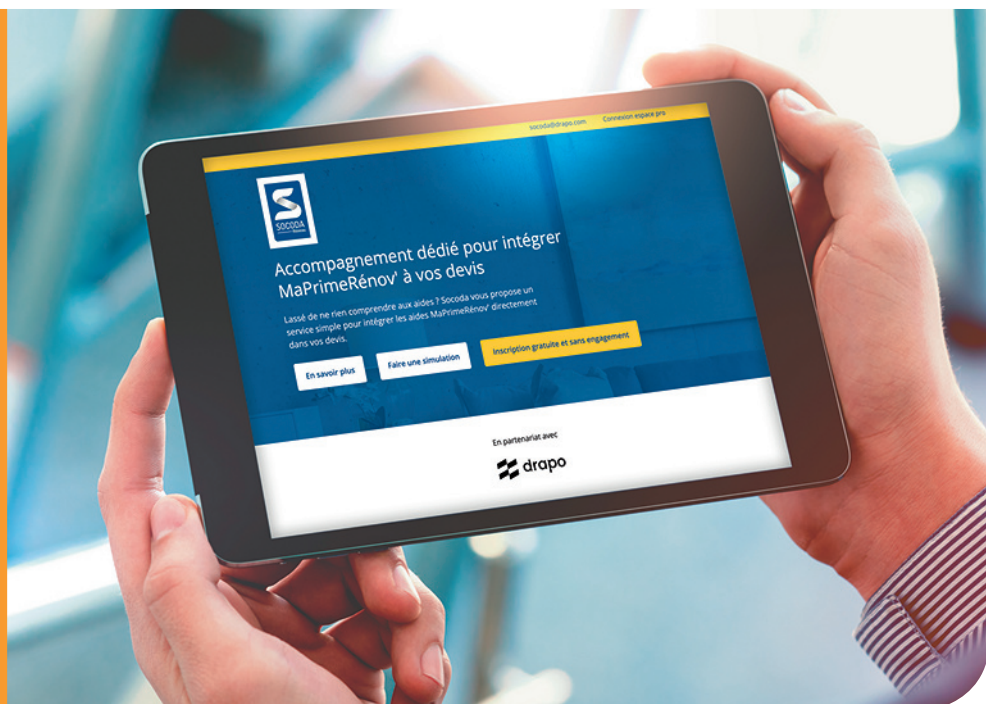 socoda@drapo.com Connexion espace pro
SOCODA
Accompagnement dédié pour intégrer
MaPrimeRénov' à vos devis
Lassé de ne rien comprendre aux aides ? Socoda vous propose un
service simple pour intégrer les aides MaPrimeRénov' directement
dans vos devis.
En savoir plus Faire une simulation Inscription gratuite et sans engagement
En partenariat avec
drapo